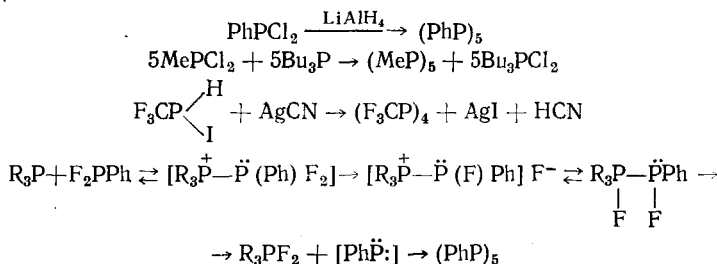 PhPCl₂ —LiAlH₄→ (PhP)₅
5MePCl₂ + 5Bu₃P → (MeP)₅ + 5Bu₃PCl₂
F₃CP(H)(I) + AgCN → (F₃CP)₄ + AgI + HCN
R₃P+F₂PPh ⇄ [R₃P⁺—P̈ (Ph) F₂] → [R₃P⁺—P̈ (F) Ph] F⁻ ⇄ R₃P(F)—P̈(F)Ph →
→ R₃PF₂ + [PhP̈:] → (PhP)₅